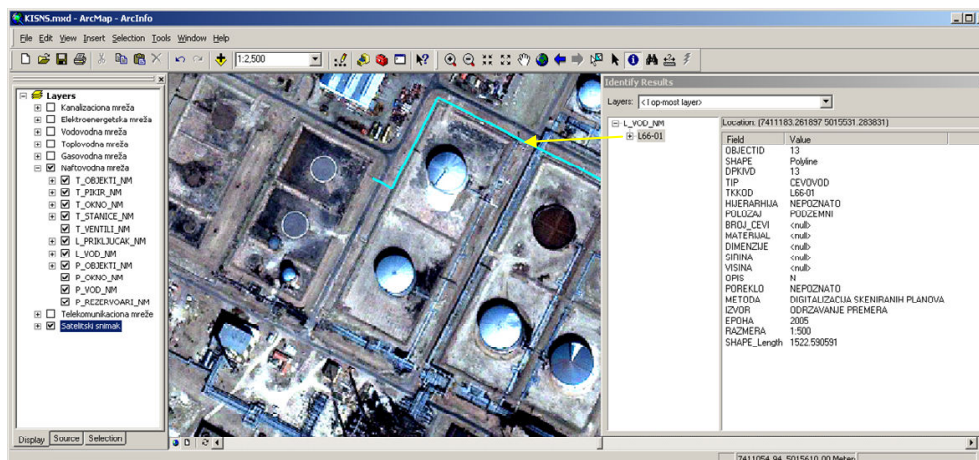 KISNS.mxd - ArcMap - ArcInfo
File Edit View Insert Selection Tools Window Help
1:2,500
Layers
Kanalizaciona mreža
Elektroenergetska mreža
Vodovodna mreža
Toplovodna mreža
Gasovodna mreža
Naftovodna mreža
T_OBJEKTI_NM
T_PIKIR_NM
T_OKNO_NM
T_STANICE_NM
T_VENTILI_NM
L_PRIKLJUCAK_NM
L_VOD_NM
P_OBJEKTI_NM
P_OKNO_NM
P_VOD_NM
P_REZERVOARI_NM
Telekomunikaciona mreže
Satelitski snimak
Display Source Selection
Identify Results
Layers: <Top-most layer>
L_VOD_NM
L66-01
Location: (7411183.261897 5015531.283831)
Field Value
OBJECTID 13
SHAPE Polyline
DPKIVD 13
TIP CEVOVOD
TKKOD L66-01
HIJERARHIJA NEPOZNATO
POLOZAJ PODZEMNI
BROJ_CEVI <null>
MATERIJAL <null>
DIMENZIJE <null>
SIRINA <null>
VISINA <null>
OPIS N
POREKLO NEPOZNATO
METODA DIGITALIZACIJA SKENIRANIH PLANOVA
IZVOR ODRZAVANJE PREMERA
EPOHA 2005
RAZMERA 1:500
SHAPE_Length 1522.590591
7411054.94 5015610.00 Meters